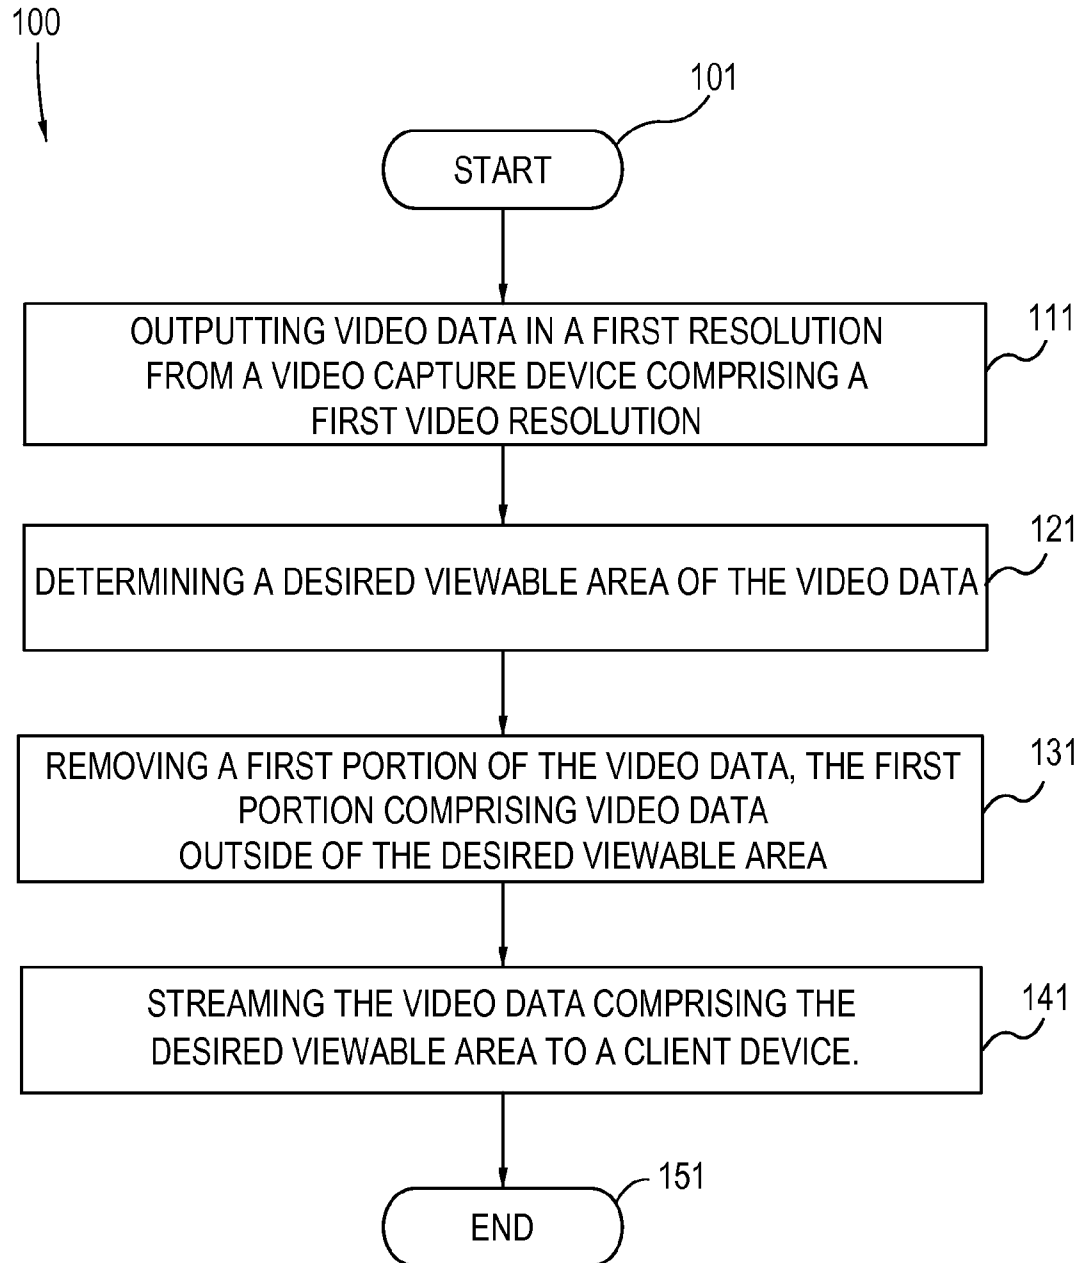 100
101
START
OUTPUTTING VIDEO DATA IN A FIRST RESOLUTION
FROM A VIDEO CAPTURE DEVICE COMPRISING A
FIRST VIDEO RESOLUTION
111
121
DETERMINING A DESIRED VIEWABLE AREA OF THE VIDEO DATA
REMOVING A FIRST PORTION OF THE VIDEO DATA, THE FIRST
PORTION COMPRISING VIDEO DATA
OUTSIDE OF THE DESIRED VIEWABLE AREA
131
STREAMING THE VIDEO DATA COMPRISING THE
DESIRED VIEWABLE AREA TO A CLIENT DEVICE.
141
151
END